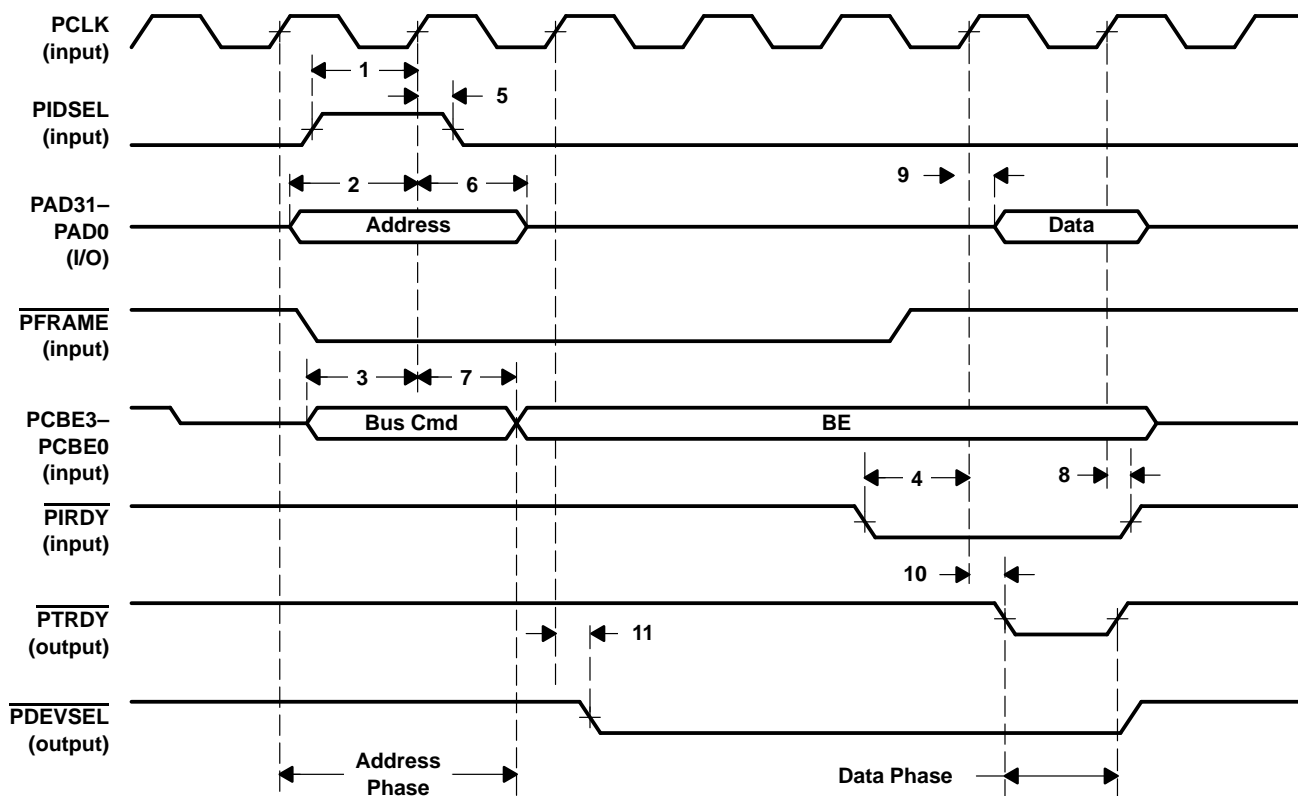 PCLK
(input)
1
5
PIDSEL
(input)
2
6
9
PAD31–
PAD0
(I/O)
Address
Data
PFRAME
(input)
3
7
PCBE3–
PCBE0
(input)
Bus Cmd
BE
4
8
PIRDY
(input)
10
PTRDY
(output)
11
PDEVSEL
(output)
Address
Phase
Data Phase